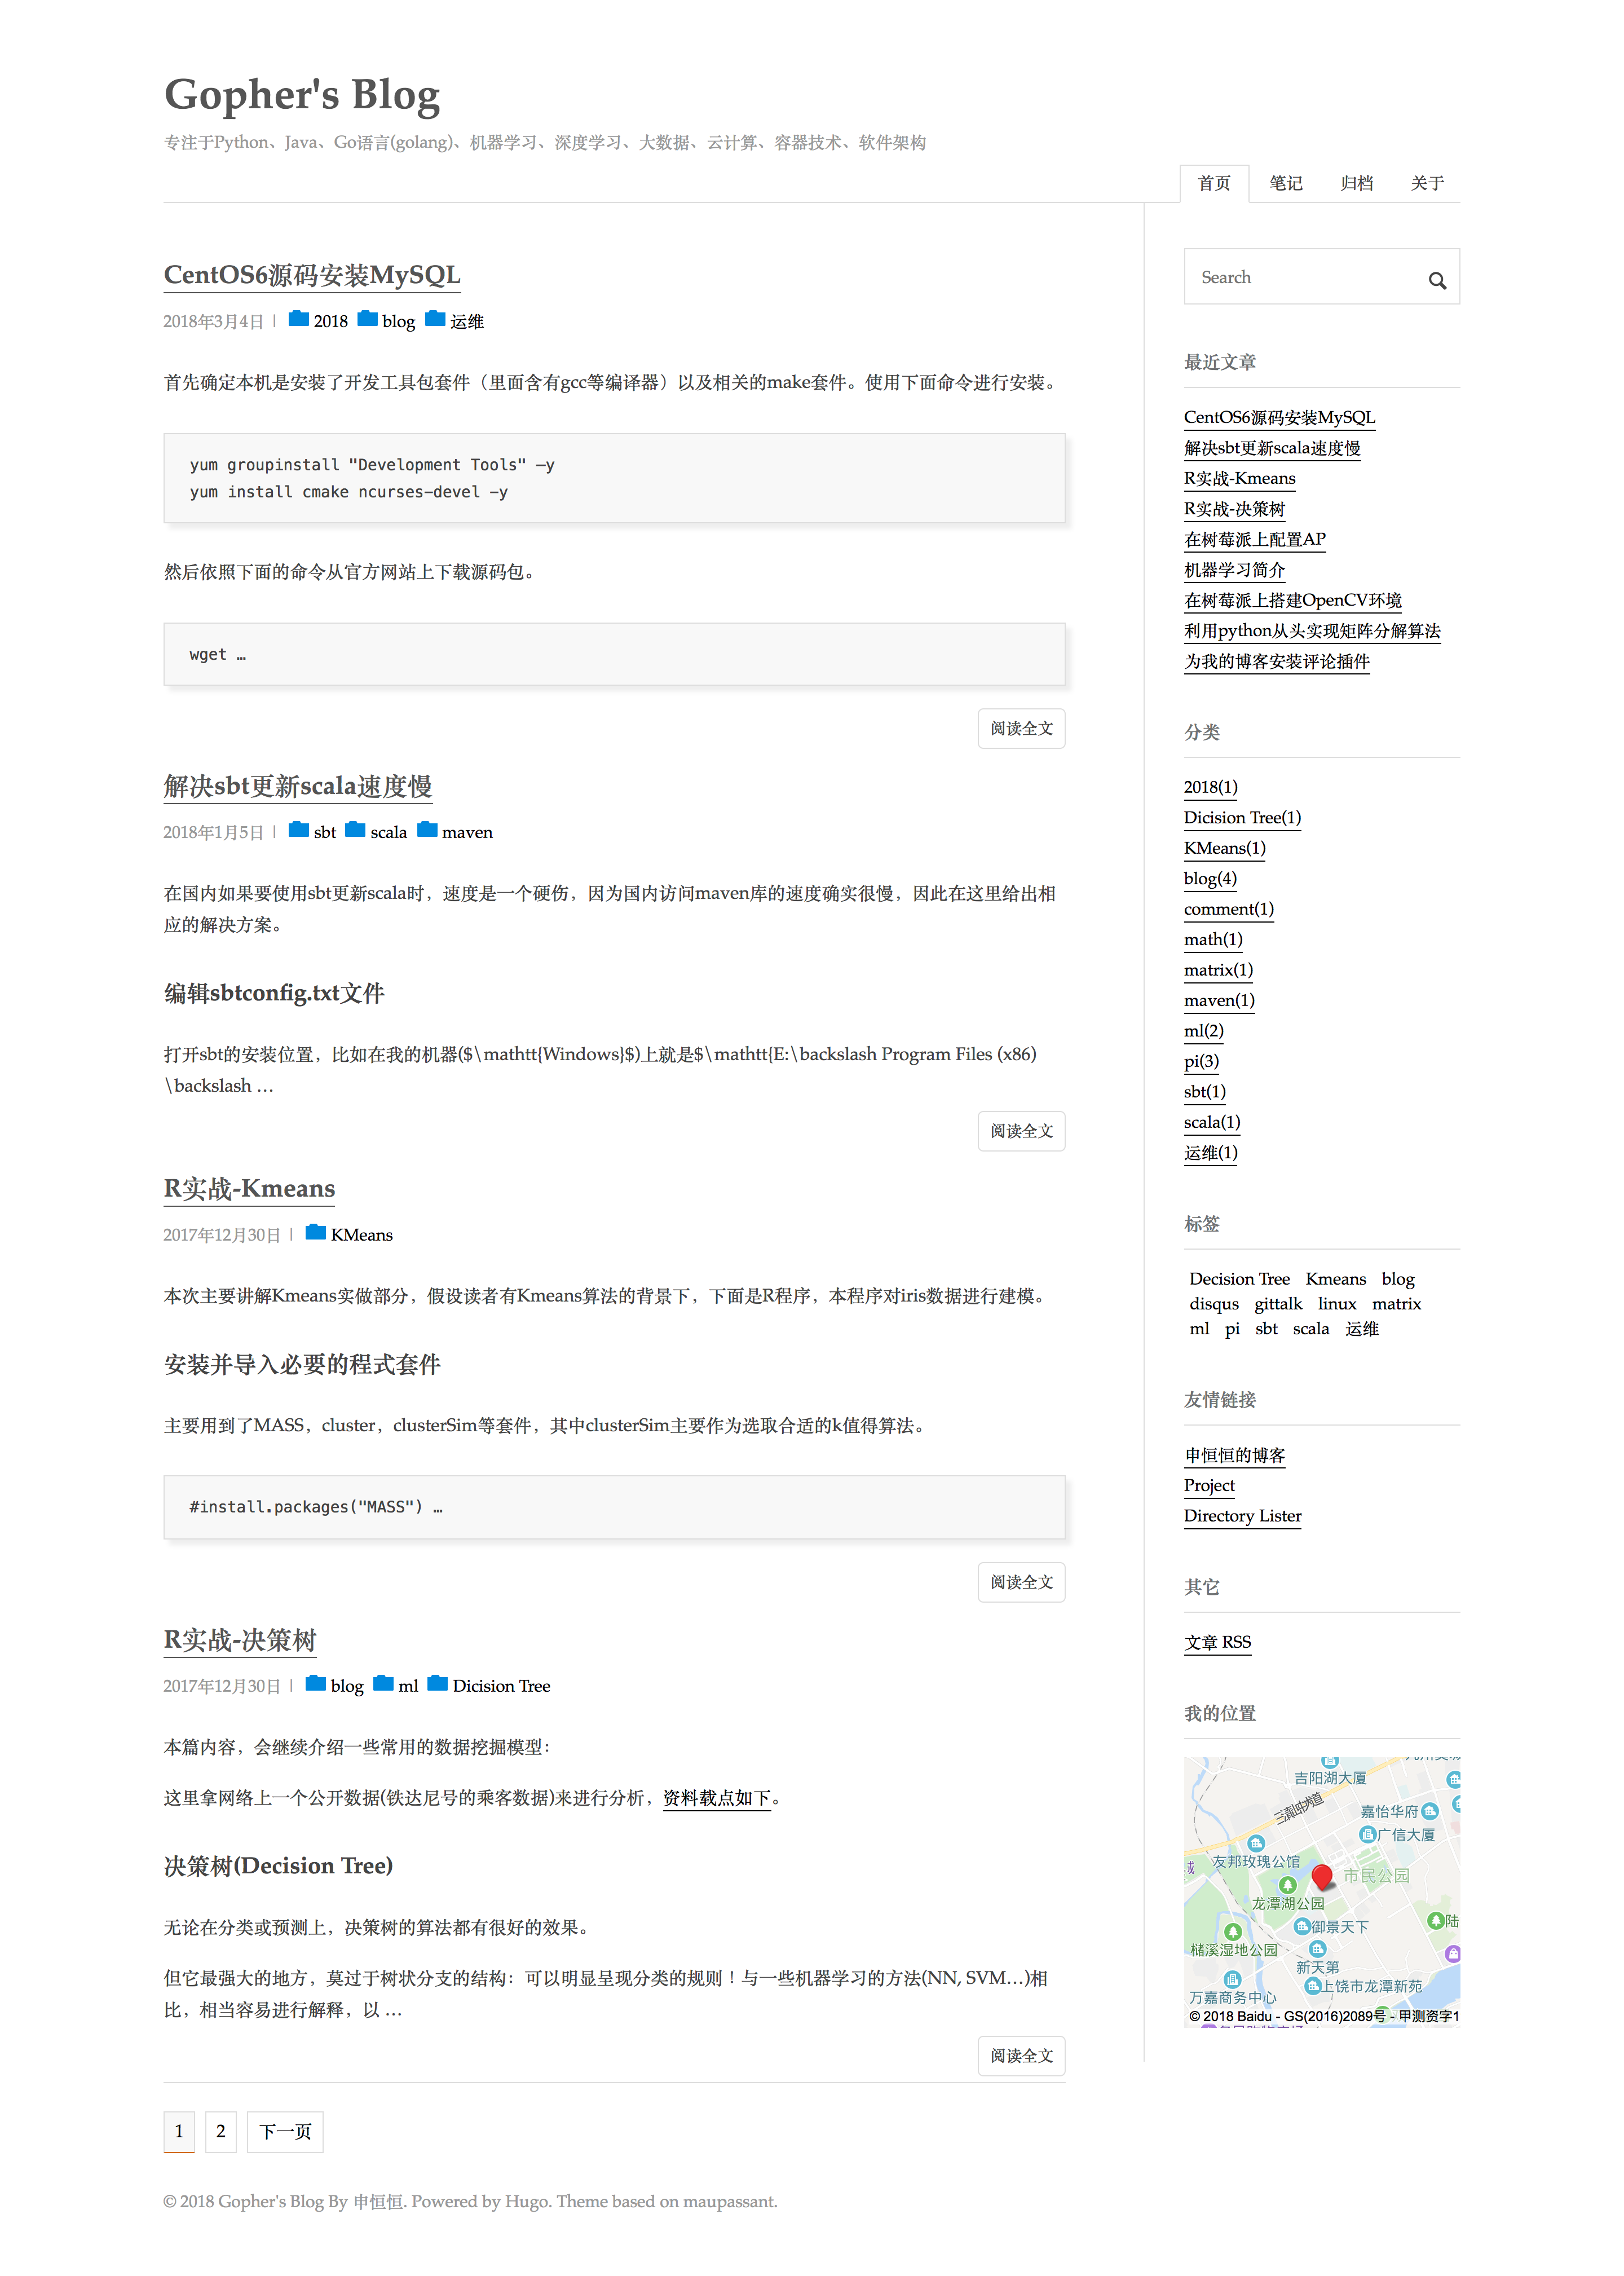 Gopher's Blog
专注于Python、Java、Go语言(golang)、机器学习、深度学习、大数据、云计算、容器技术、软件架构
首页 笔记 归档 关于
CentOS6源码安装MySQL
2018年3月4日 | 2018 blog 运维
首先确定本机是安装了开发工具包套件（里面含有gcc等编译器）以及相关的make套件。使用下面命令进行安装。
yum groupinstall "Development Tools" –y
yum install cmake ncurses-devel -y
然后依照下面的命令从官方网站上下载源码包。
wget …
阅读全文
解决sbt更新scala速度慢
2018年1月5日 | sbt scala maven
在国内如果要使用sbt更新scala时，速度是一个硬伤，因为国内访问maven库的速度确实很慢，因此在这里给出相
应的解决方案。
编辑sbtconfig.txt文件
打开sbt的安装位置，比如在我的机器($\mathtt{Windows}$)上就是$\mathtt{E:\backslash Program Files (x86)
\backslash …
阅读全文
R实战-Kmeans
2017年12月30日 | KMeans
本次主要讲解Kmeans实做部分，假设读者有Kmeans算法的背景下，下面是R程序，本程序对iris数据进行建模。
安装并导入必要的程式套件
主要用到了MASS，cluster，clusterSim等套件，其中clusterSim主要作为选取合适的k值得算法。
#install.packages("MASS") …
阅读全文
R实战-决策树
2017年12月30日 | blog ml Dicision Tree
本篇内容，会继续介绍一些常用的数据挖掘模型：
这里拿网络上一个公开数据(铁达尼号的乘客数据)来进行分析，资料载点如下。
决策树(Decision Tree)
无论在分类或预测上，决策树的算法都有很好的效果。
但它最强大的地方，莫过于树状分支的结构：可以明显呈现分类的规则！与一些机器学习的方法(NN, SVM…)相
比，相当容易进行解释，以 …
阅读全文
1 2 下一页
Search
最近文章
CentOS6源码安装MySQL
解决sbt更新scala速度慢
R实战-Kmeans
R实战-决策树
在树莓派上配置AP
机器学习简介
在树莓派上搭建OpenCV环境
利用python从头实现矩阵分解算法
为我的博客安装评论插件
分类
2018(1)
Dicision Tree(1)
KMeans(1)
blog(4)
comment(1)
math(1)
matrix(1)
maven(1)
ml(2)
pi(3)
sbt(1)
scala(1)
运维(1)
标签
Decision Tree Kmeans blog
disqus gittalk linux matrix
ml pi sbt scala 运维
友情链接
申恒恒的博客
Project
Directory Lister
其它
文章 RSS
我的位置
吉阳湖大厦
三清山中大道
嘉怡华府
广信大厦
友邦玫瑰公馆
市民公园
龙潭湖公园
御景天下
陆
槠溪湿地公园
新天第
上饶市龙潭新苑
万嘉商务中心
© 2018 Baidu - GS(2016)2089号 - 甲测资字1
© 2018 Gopher's Blog By 申恒恒. Powered by Hugo. Theme based on maupassant.